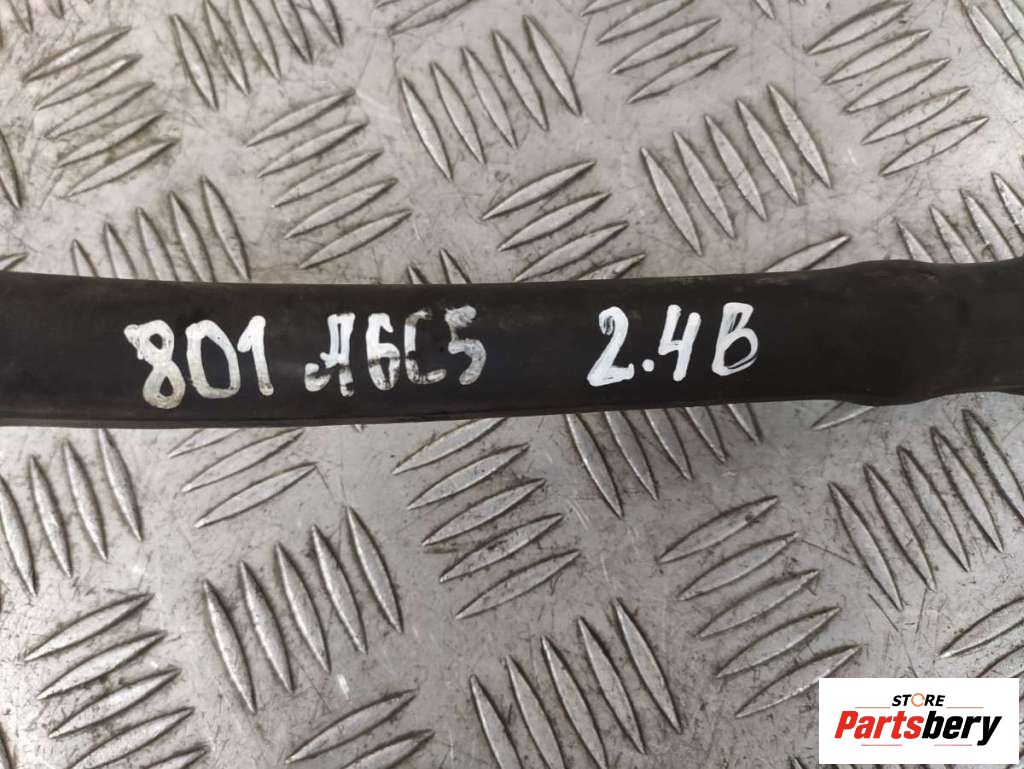 801 A6C5 2.4B
STORE
Partsbery